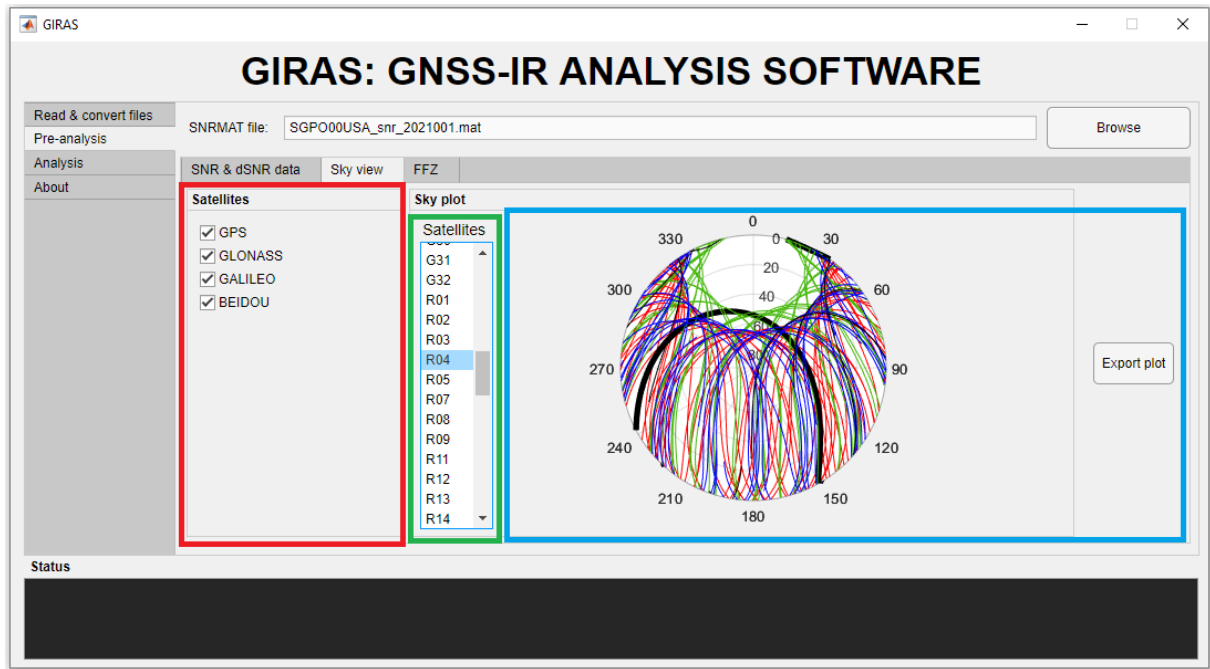 GIRAS
GIRAS: GNSS-IR ANALYSIS SOFTWARE
Read & convert files
Pre-analysis
Analysis
About
SNRMAT file: SGPO00USA_snr_2021001.mat Browse
SNR & dSNR data Sky view FFZ
Satellites
GPS
GLONASS
GALILEO
BEIDOU
Sky plot
Satellites
G31
G32
R01
R02
R03
R04
R05
R07
R08
R09
R11
R12
R13
R14
0
330 0 30
20
300 40 60
270 90
240 120
210 150
180
Export plot
Status